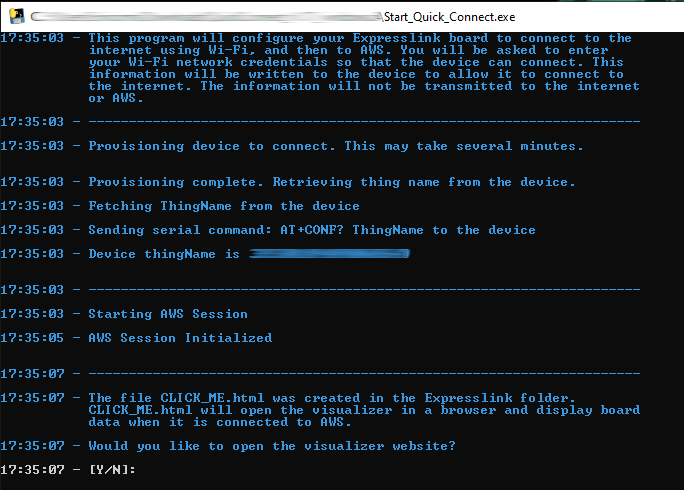 \Start_Quick_Connect.exe
17:35:03 - This program will configure your Expresslink board to connect to the
internet using Wi-Fi, and then to AWS. You will be asked to enter
your Wi-Fi network credentials so that the device can connect. This
information will be written to the device to allow it to connect to
the internet. The information will not be transmitted to the internet
or AWS.
17:35:03 - ----------------------------------------------------------------------
17:35:03 - Provisioning device to connect. This may take several minutes.
17:35:03 - Provisioning complete. Retrieving thing name from the device.
17:35:03 - Fetching ThingName from the device
17:35:03 - Sending serial command: AT+CONF? ThingName to the device
17:35:03 - Device thingName is
17:35:03 - ----------------------------------------------------------------------
17:35:03 - Starting AWS Session
17:35:05 - AWS Session Initialized
17:35:07 - ----------------------------------------------------------------------
17:35:07 - The file CLICK_ME.html was created in the Expresslink folder.
CLICK_ME.html will open the visualizer in a browser and display board
data when it is connected to AWS.
17:35:07 - Would you like to open the visualizer website?
17:35:07 - [Y/N]: